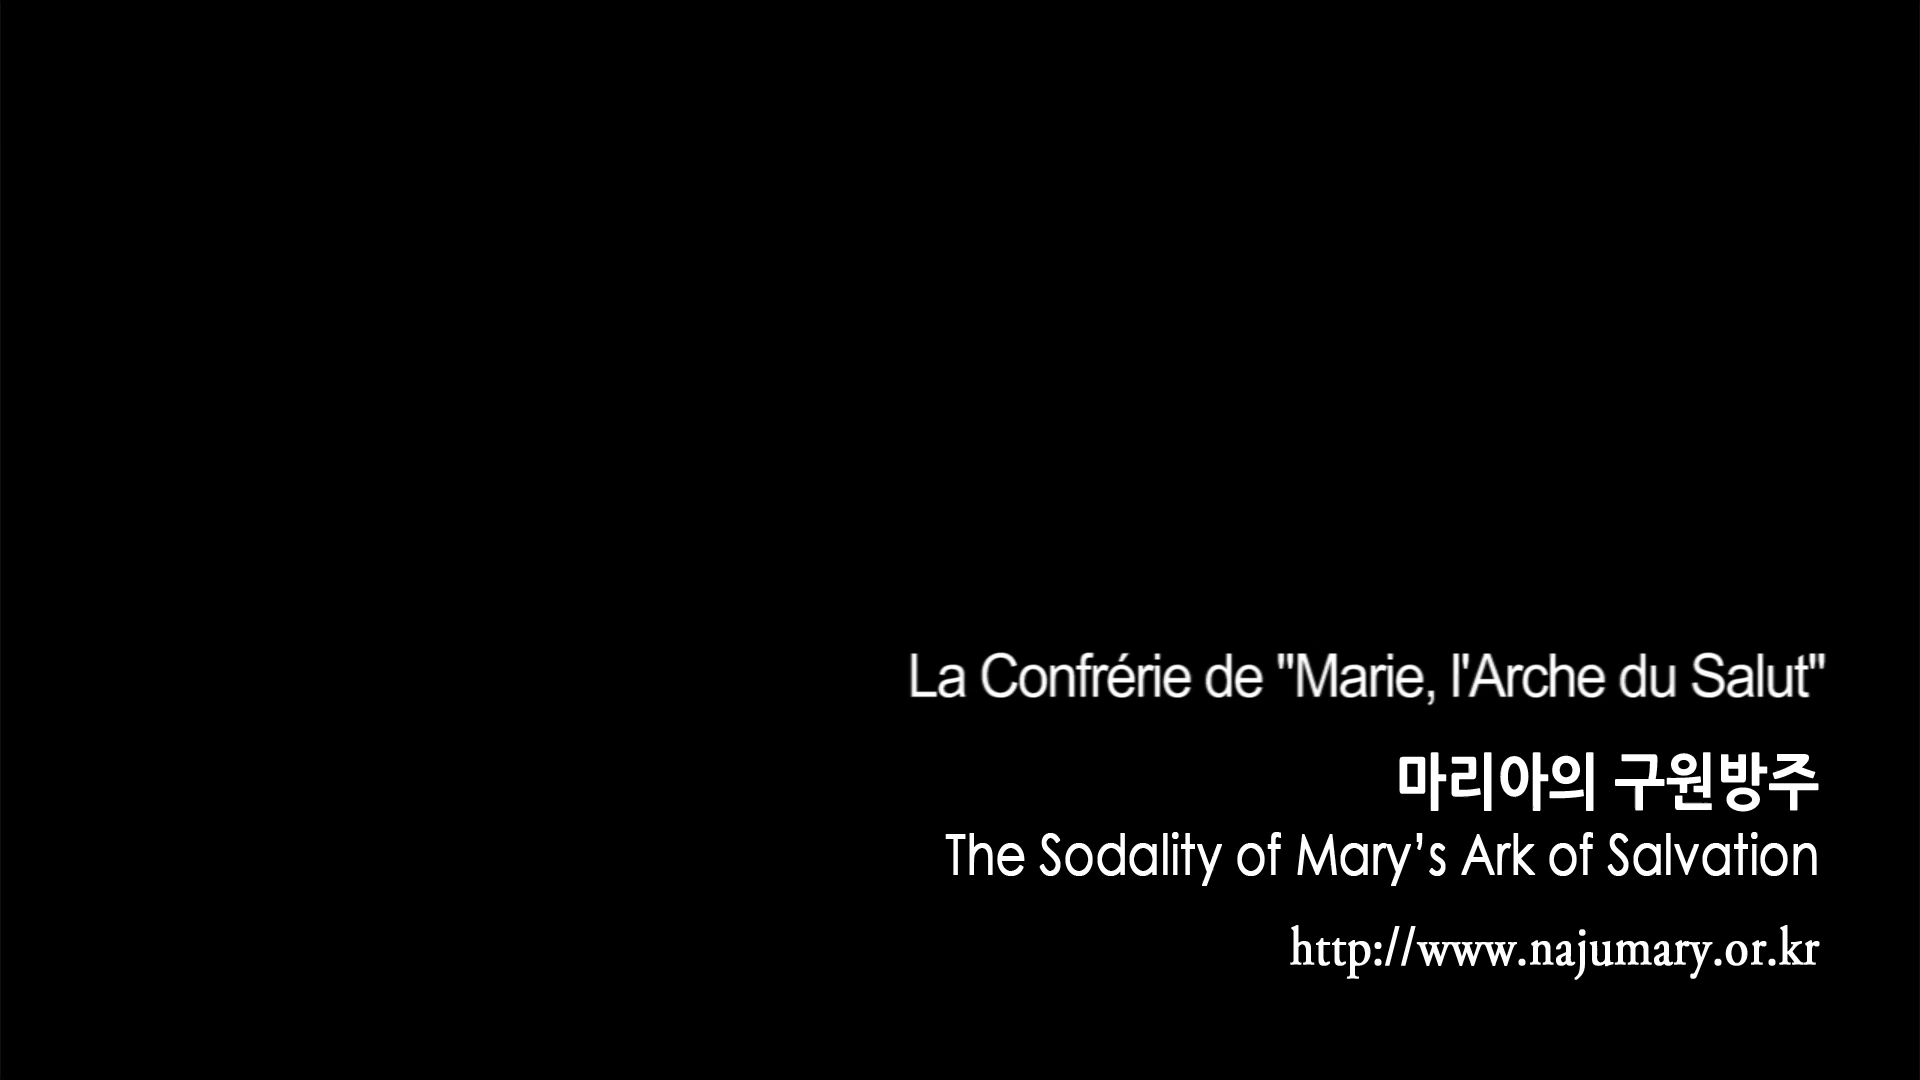 La Confrérie de "Marie, l'Arche du Salut"
마리아의 구원방주
The Sodality of Mary’s Ark of Salvation
http://www.najumary.or.kr